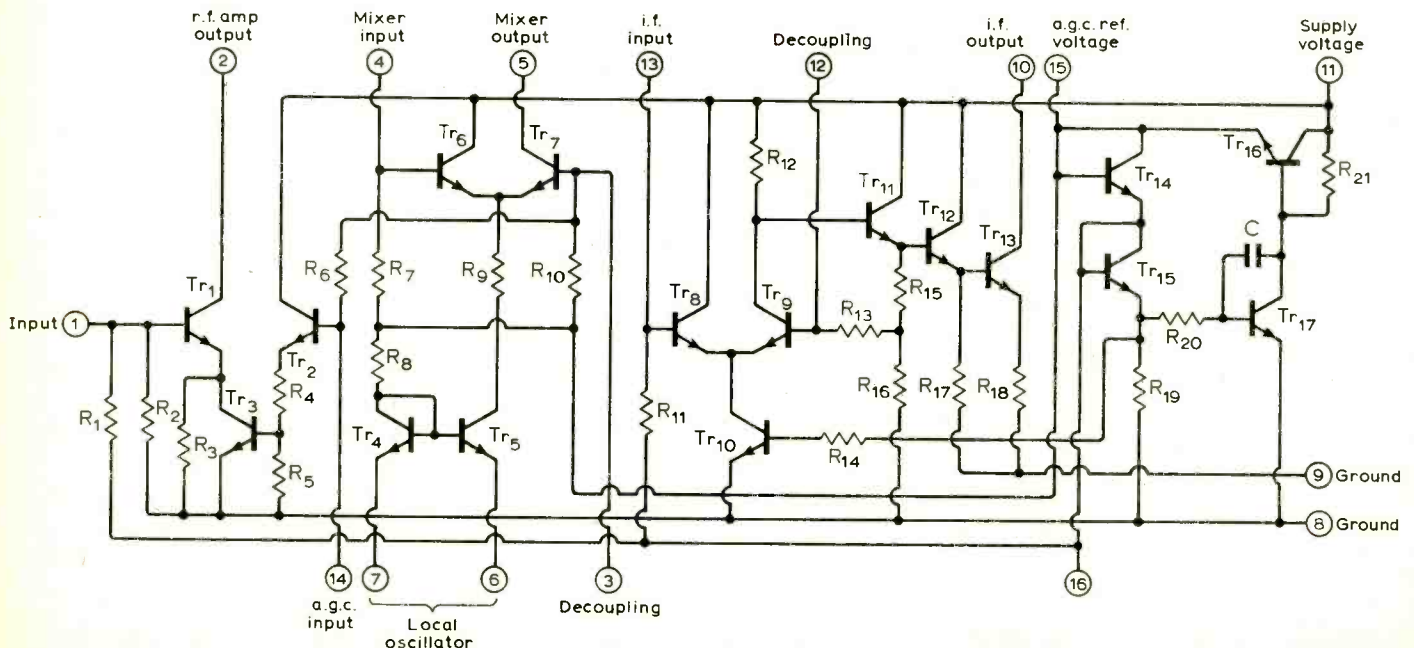 r.f. amp
output
2
Mixer
input
4
Mixer
output
5
i.f.
input
13
Decoupling
12
i.f.
output
10
a.g.c. ref.
voltage
15
Supply
voltage
11
Tr6
Tr7
R12
Tr11
Tr12
Tr13
Tr14
Tr16
R21
Tr1
R6
R7
R9
R10
Tr8
Tr9
R13
R15
Tr15
C
Input 1
Tr2
R8
R20
Tr17
Tr3
R4
R1
R2
R3
R5
Tr4
Tr5
R11
Tr10
R14
R16
R17
R18
R19
9 Ground
8 Ground
14
a.g.c.
input
7
6
Local
oscillator
3
Decoupling
16